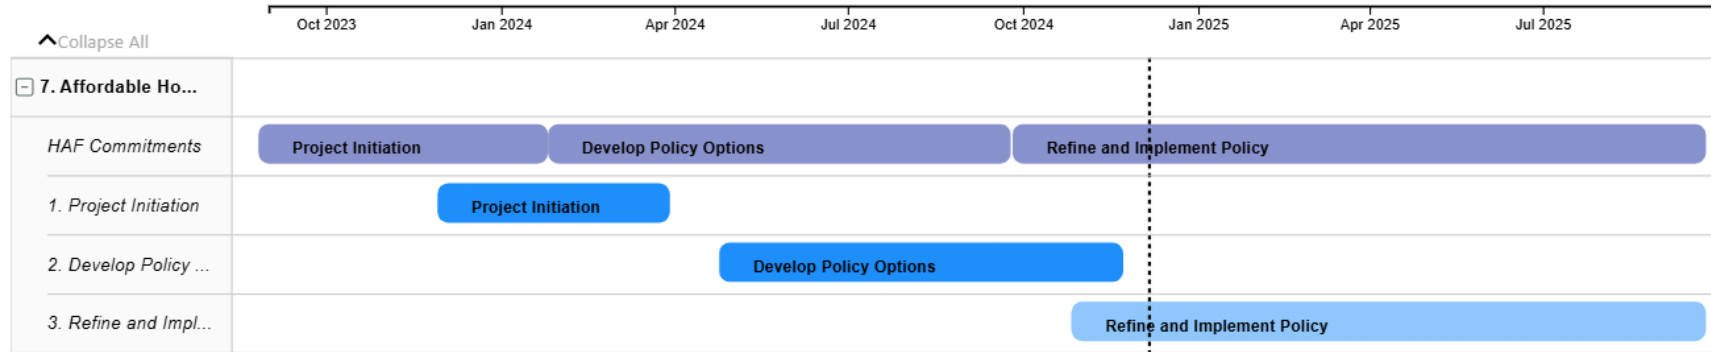 Oct 2023 Jan 2024 Apr 2024 Jul 2024 Oct 2024 Jan 2025 Apr 2025 Jul 2025
Collapse All
7. Affordable Ho...
HAF Commitments Project Initiation Develop Policy Options Refine and Implement Policy
1. Project Initiation Project Initiation
2. Develop Policy ... Develop Policy Options
3. Refine and Impl... Refine and Implement Policy